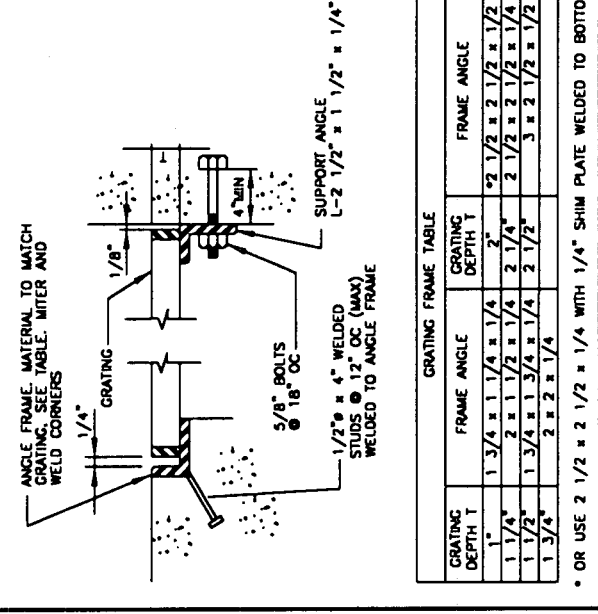 ANGLE FRAME. MATERIAL TO MATCH
GRATING, SEE TABLE. MITER AND
WELD CORNERS
1/4"
GRATING
1/8"
4" MIN
5/8" BOLTS
@ 18" OC
SUPPORT ANGLE
L-2 1/2" x 1 1/2" x 1/4"
1/2"ø x 4" WELDED
STUDS @ 12" OC (MAX)
WELDED TO ANGLE FRAME
GRATING FRAME TABLE
GRATING DEPTH T FRAME ANGLE GRATING DEPTH T FRAME ANGLE
1" 1 3/4 x 1 1/4 x 1/4 2" *2 1/2 x 2 1/2 x 1/2
1 1/4" 2 x 1 1/2 x 1/4 2 1/4" 2 1/2 x 2 1/2 x 1/4
1 1/2" 1 3/4 x 1 3/4 x 1/4 2 1/2" 3 x 2 1/2 x 1/2
1 3/4" 2 x 2 x 1/4
* OR USE 2 1/2 x 2 1/2 x 1/4 WITH 1/4" SHIM PLATE WELDED TO BOTTO